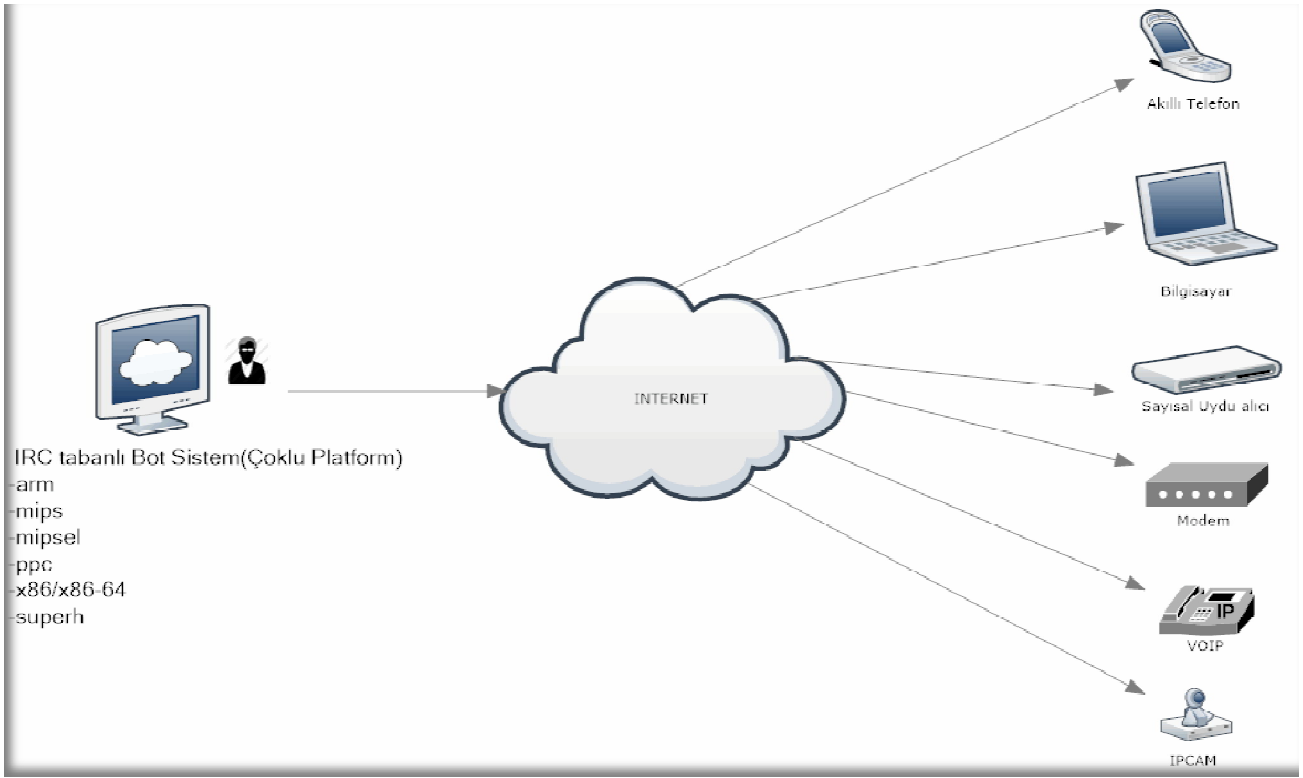 Akıllı Telefon
Bilgisayar
Sayısal Uydu alıcı
INTERNET
IRC tabanlı Bot Sistem(Çoklu Platform)
-arm
-mips
-mipsel
-ppc
-x86/x86-64
-superh
Modem
IP
VOIP
IPCAM